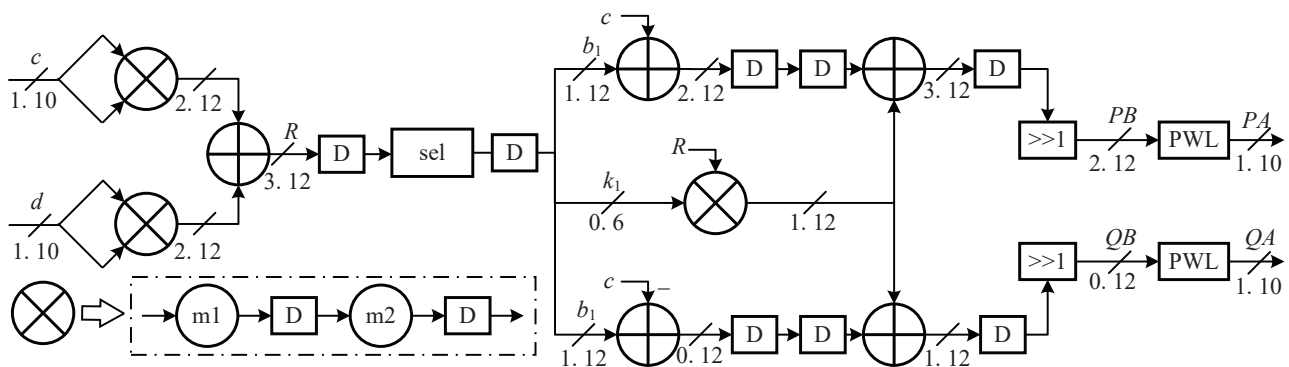 c
1. 10
2. 12
d
1. 10
2. 12
R
3. 12
D
sel
D
m1
D
m2
D
c
b1
1. 12
2. 12
D
D
3. 12
D
>>1
PB
2. 12
PWL
PA
1. 10
R
k1
0. 6
1. 12
c
−
b1
1. 12
0. 12
D
D
1. 12
D
>>1
QB
0. 12
PWL
QA
1. 10